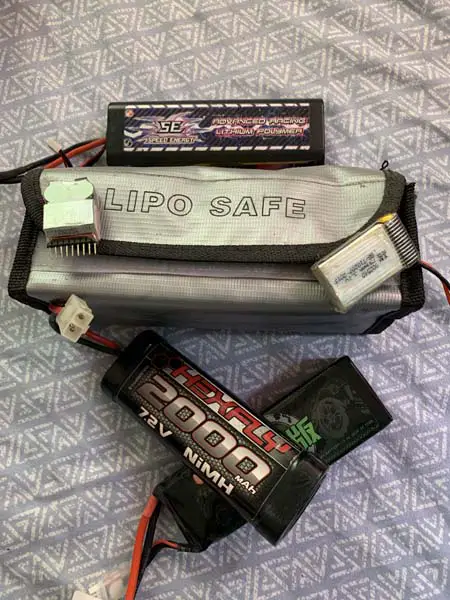 SE
SPEED ENERGY
ADVANCED RACING
LITHIUM POLYMER
LIPO SAFE
HEXFLY
2000 MAH
7.2V NiMH